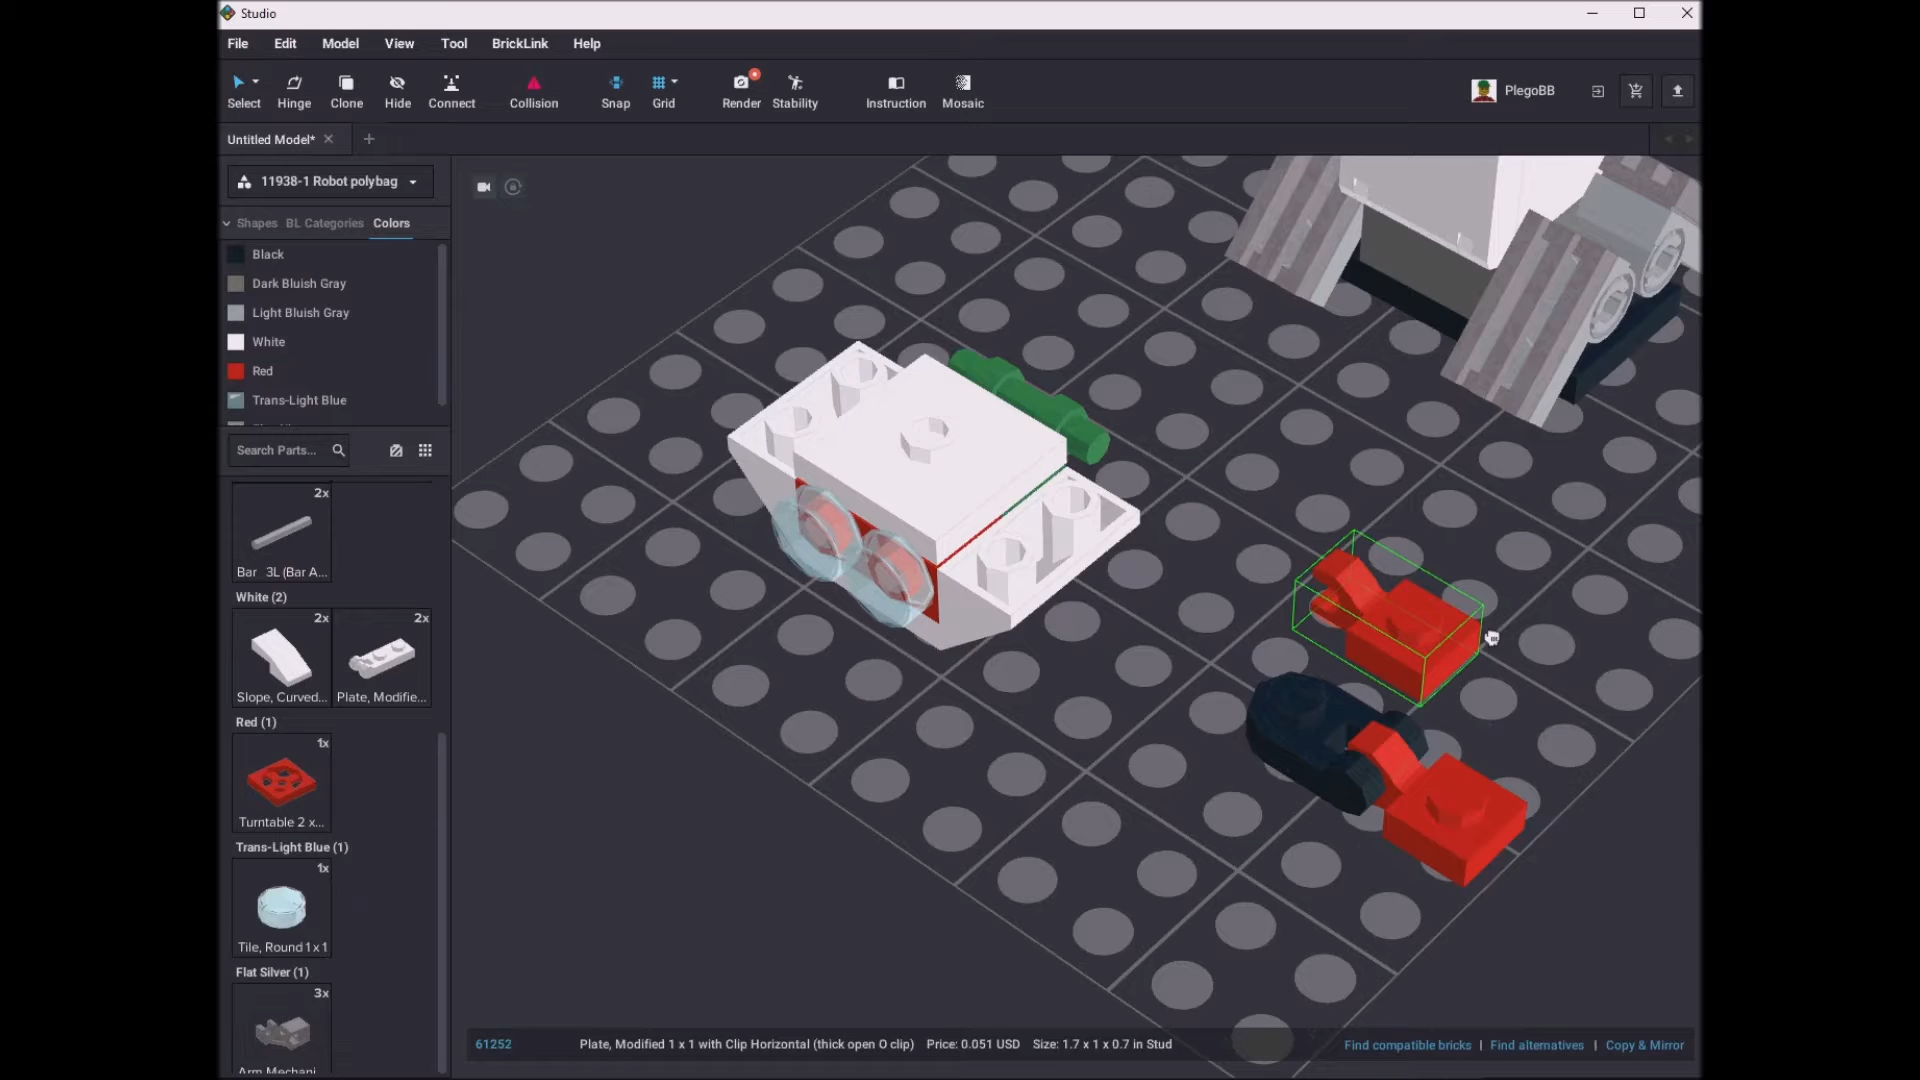 Studio
File Edit Model View Tool BrickLink Help
Select Hinge Clone Hide Connect Collision Snap Grid Render Stability Instruction Mosaic
PlegoBB
Untitled Model*
11938-1 Robot polybag
Shapes BL Categories Colors
Black
Dark Bluish Gray
Light Bluish Gray
White
Red
Trans-Light Blue
Search Parts...
2x
Bar 3L (Bar A...
White (2)
2x 2x
Slope, Curved... Plate, Modifie...
Red (1)
1x
Turntable 2 x...
Trans-Light Blue (1)
1x
Tile, Round 1 x 1
Flat Silver (1)
3x
Arm Mechani
61252 Plate, Modified 1 x 1 with Clip Horizontal (thick open O clip) Price: 0.051 USD Size: 1.7 x 1 x 0.7 in Stud Find compatible bricks | Find alternatives | Copy & Mirror